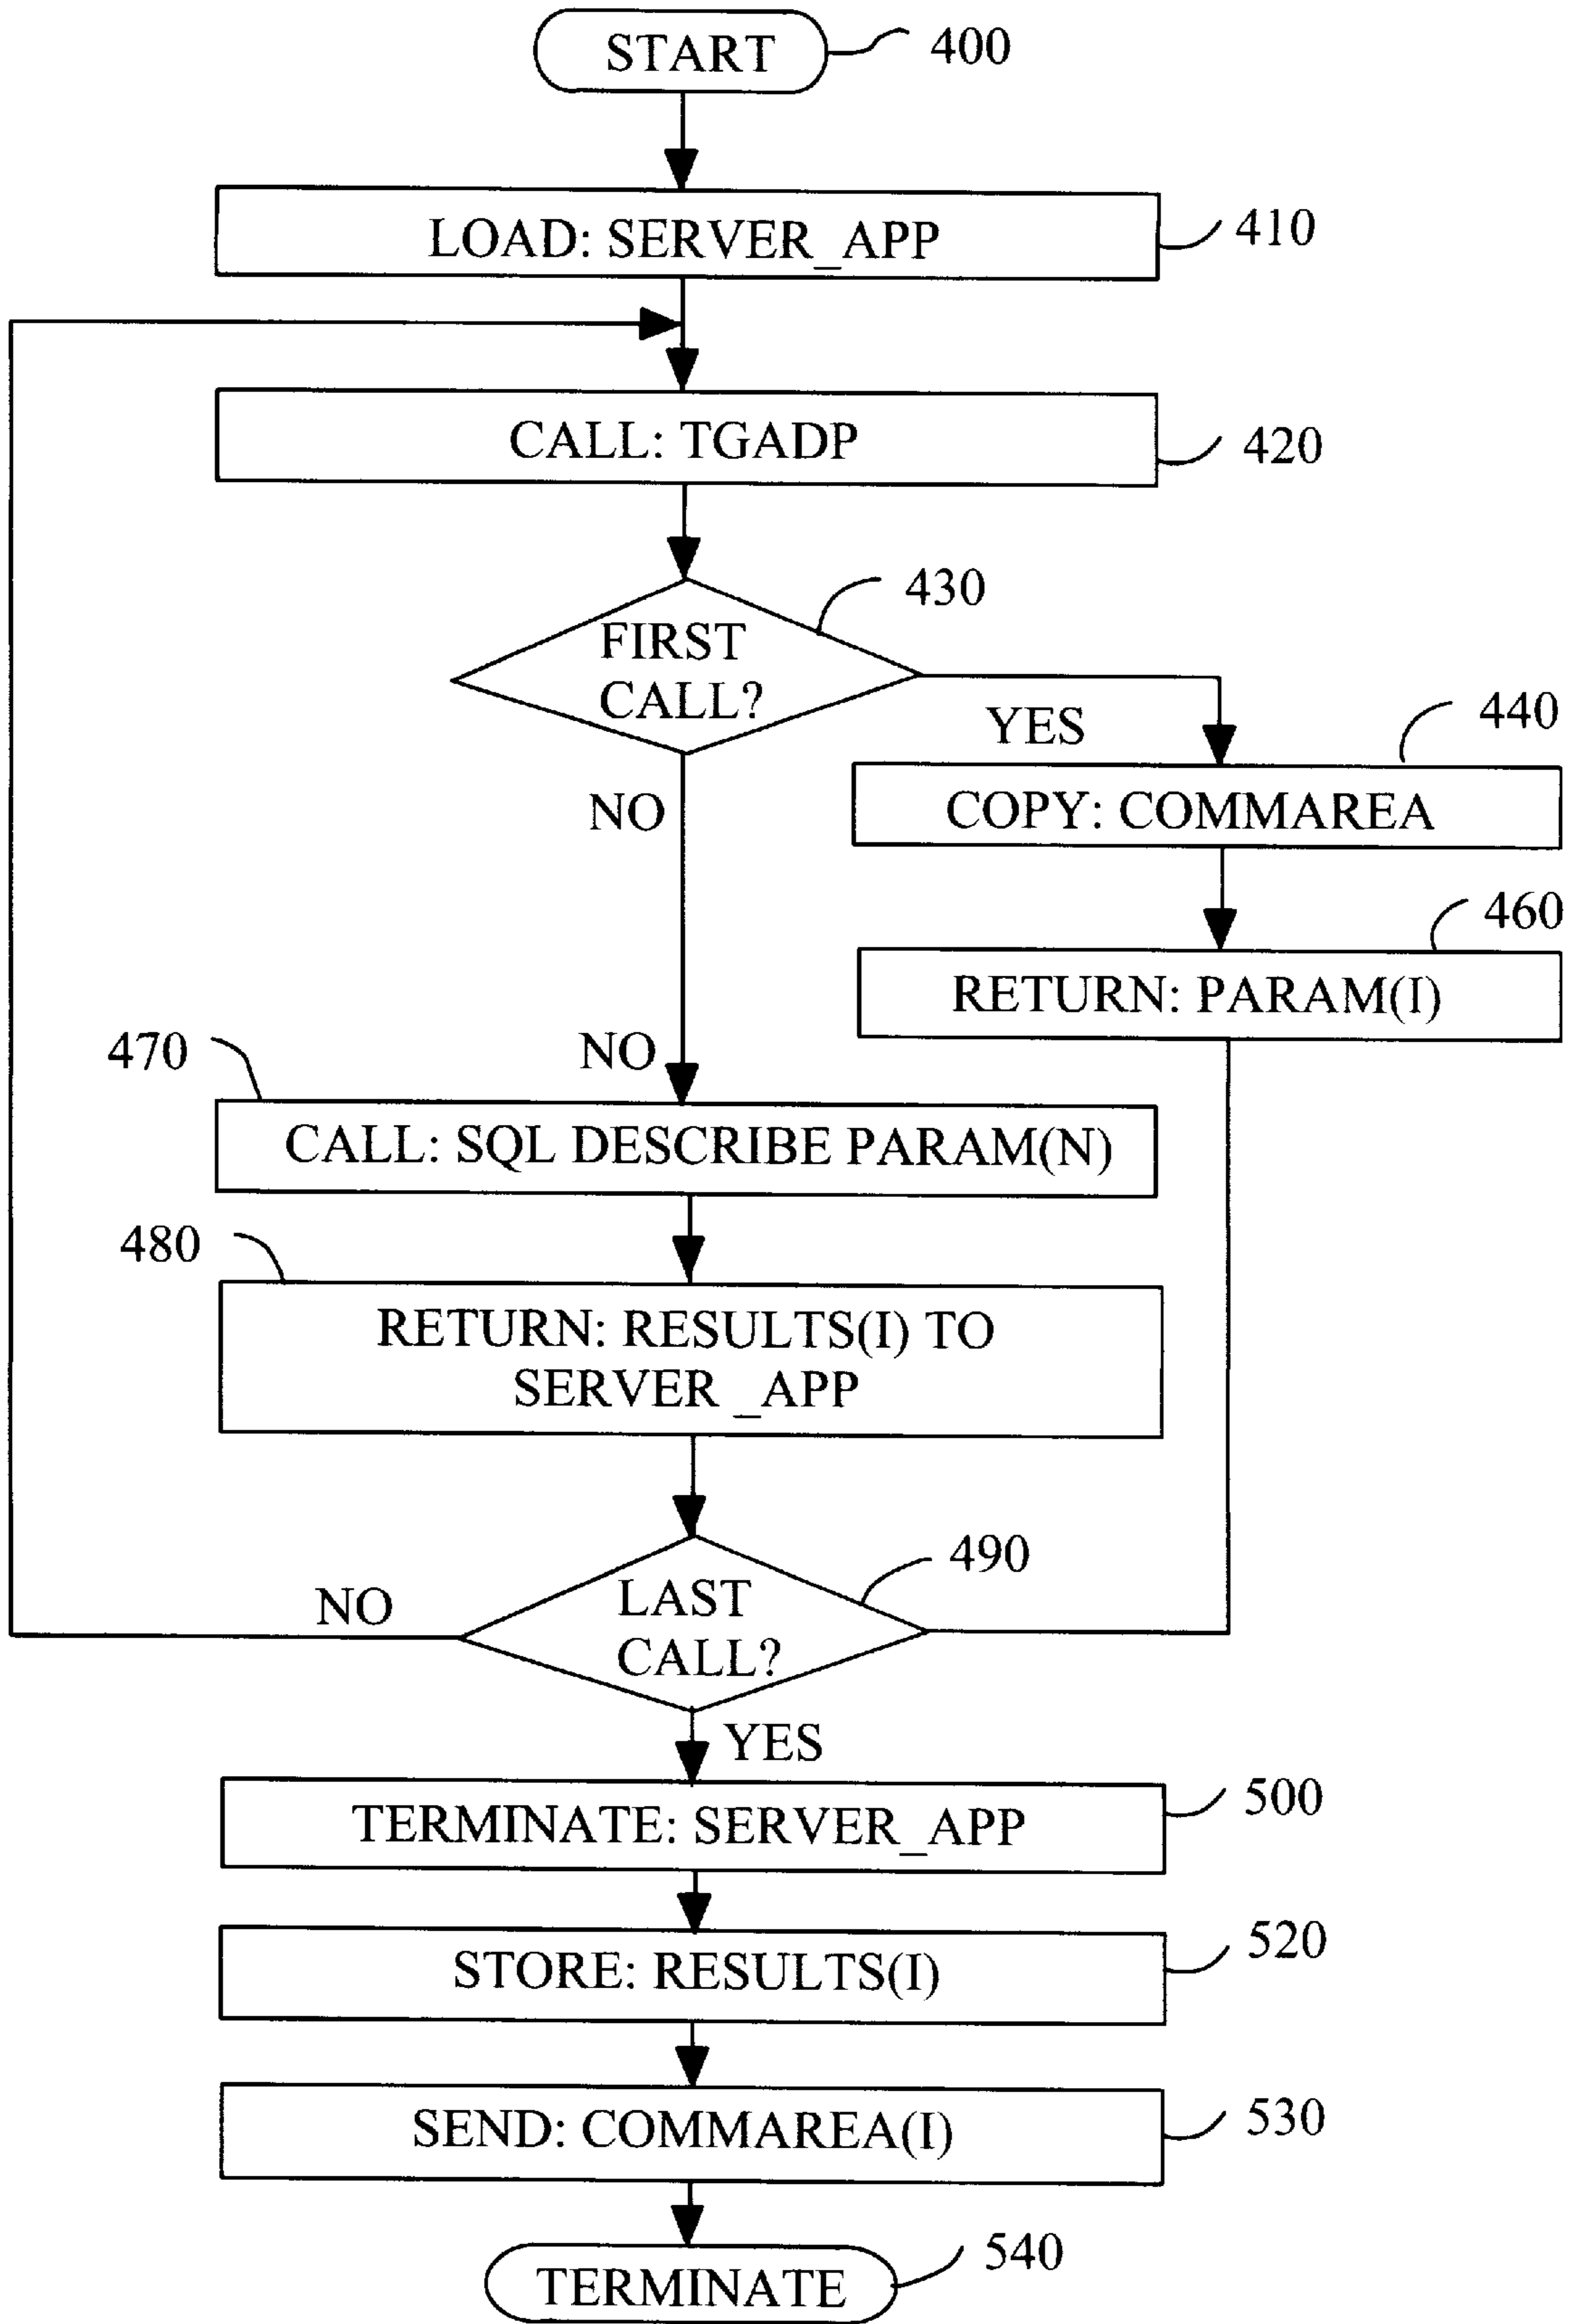 START
400
LOAD: SERVER_APP
410
CALL: TGADP
420
430
FIRST
CALL?
YES
440
NO
COPY: COMMAREA
460
RETURN: PARAM(I)
NO
470
CALL: SQL DESCRIBE PARAM(N)
480
RETURN: RESULTS(I) TO
SERVER _APP
490
NO
LAST
CALL?
YES
500
TERMINATE: SERVER_APP
520
STORE: RESULTS(I)
530
SEND: COMMAREA(I)
540
TERMINATE